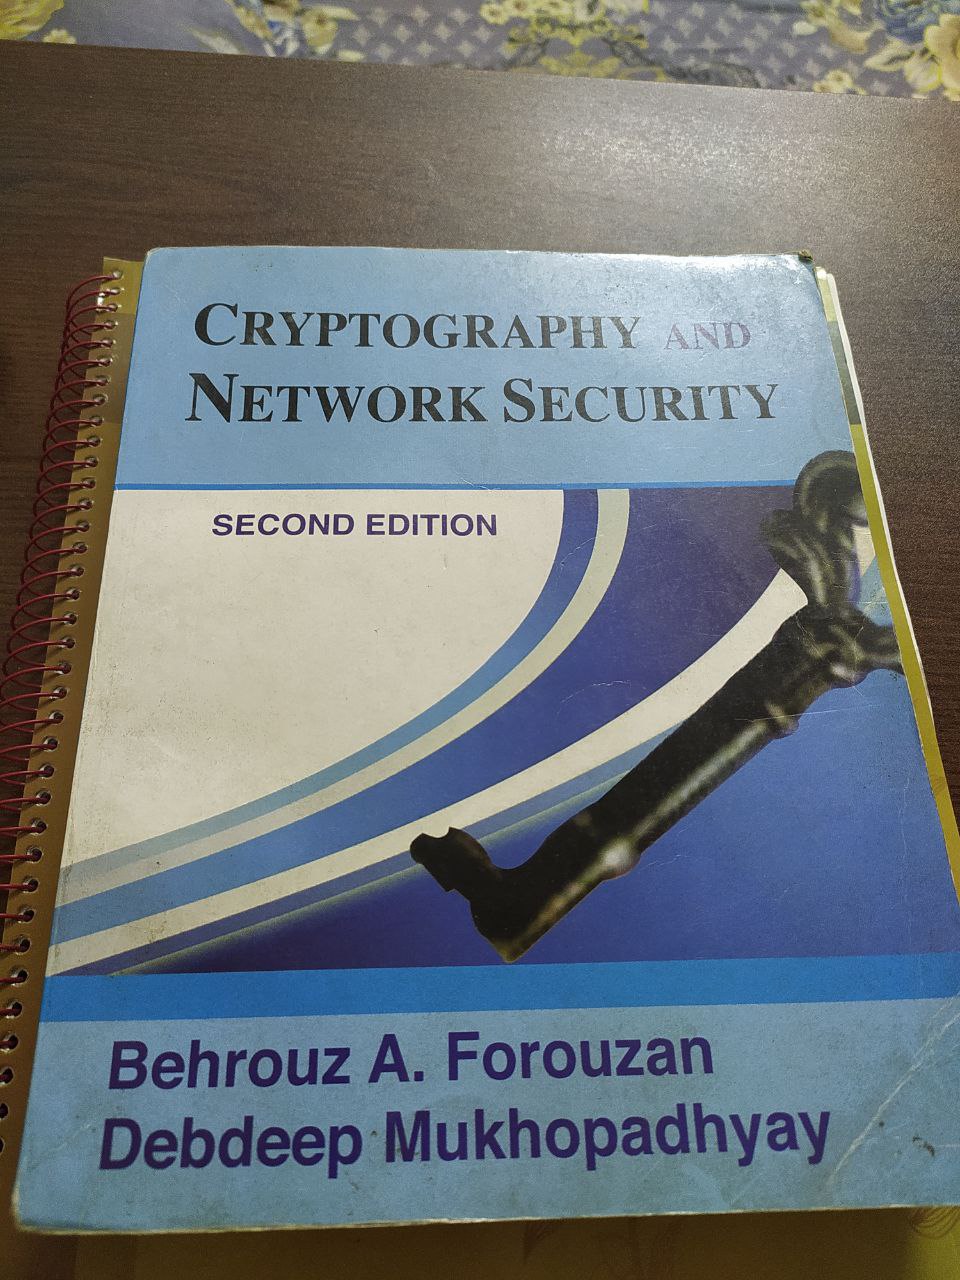 CRYPTOGRAPHY AND
NETWORK SECURITY
SECOND EDITION
Behrouz A. Forouzan
Debdeep Mukhopadhyay